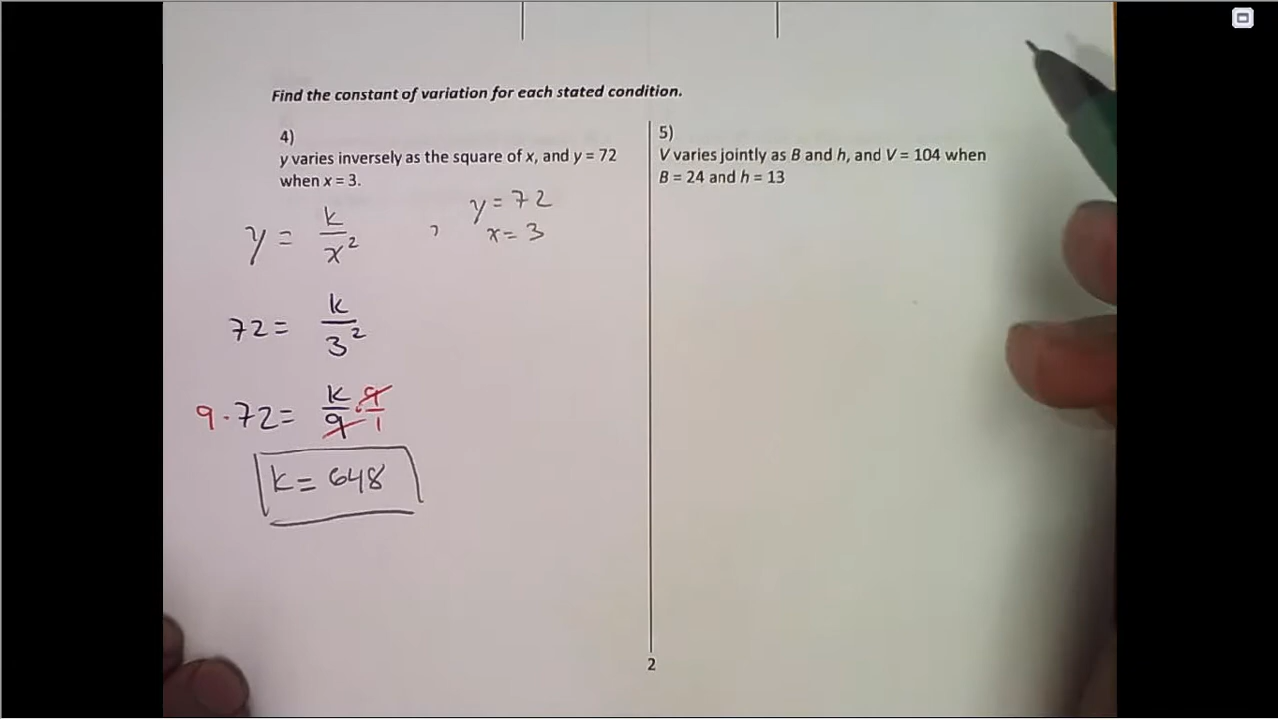 Find the constant of variation for each stated condition.
4)
y varies inversely as the square of x, and y = 72
when x = 3.
y = k/x² , y = 72
x = 3
72 = k/3²
9 · 72 = k/9 · 9/1
k = 648
5)
V varies jointly as B and h, and V = 104 when
B = 24 and h = 13
2